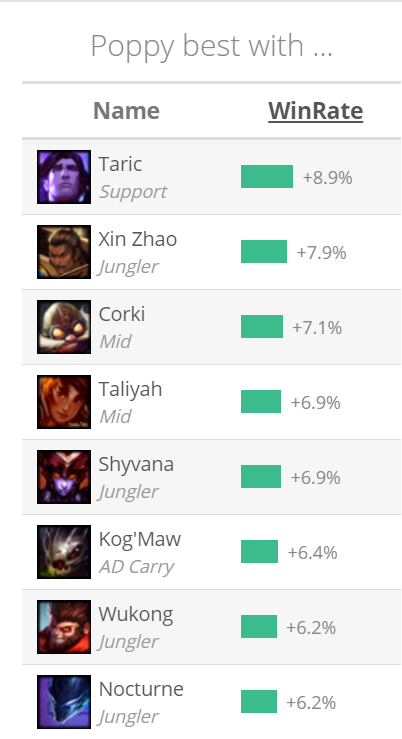 Poppy best with ...
Name WinRate
Taric
Support
+8.9%
Xin Zhao
Jungler
+7.9%
Corki
Mid
+7.1%
Taliyah
Mid
+6.9%
Shyvana
Jungler
+6.9%
Kog'Maw
AD Carry
+6.4%
Wukong
Jungler
+6.2%
Nocturne
Jungler
+6.2%